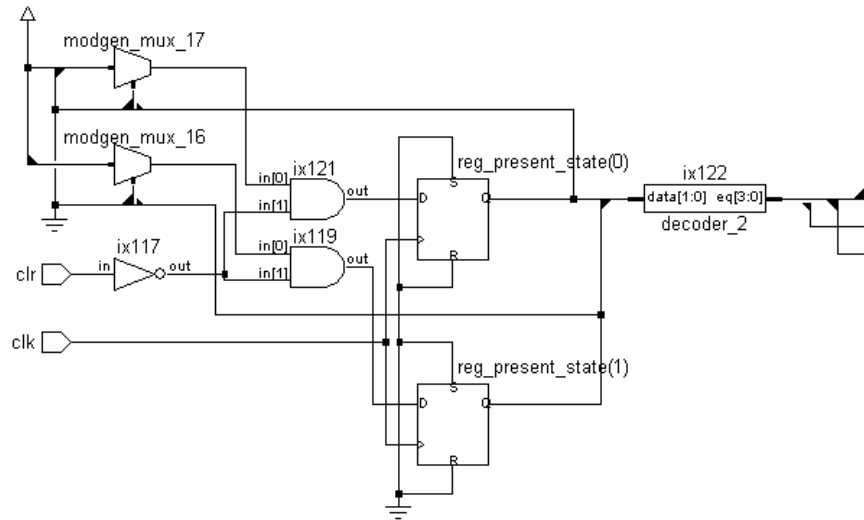 modgen_mux_17
modgen_mux_16
in[0]
ix121
out
in[1]
reg_present_state(0)
S
D
Q
R
ix122
data[1:0] eq[3:0]
decoder_2
in[0]
ix119
out
in[1]
clr
in
ix117
out
clk
reg_present_state(1)
S
D
Q
R